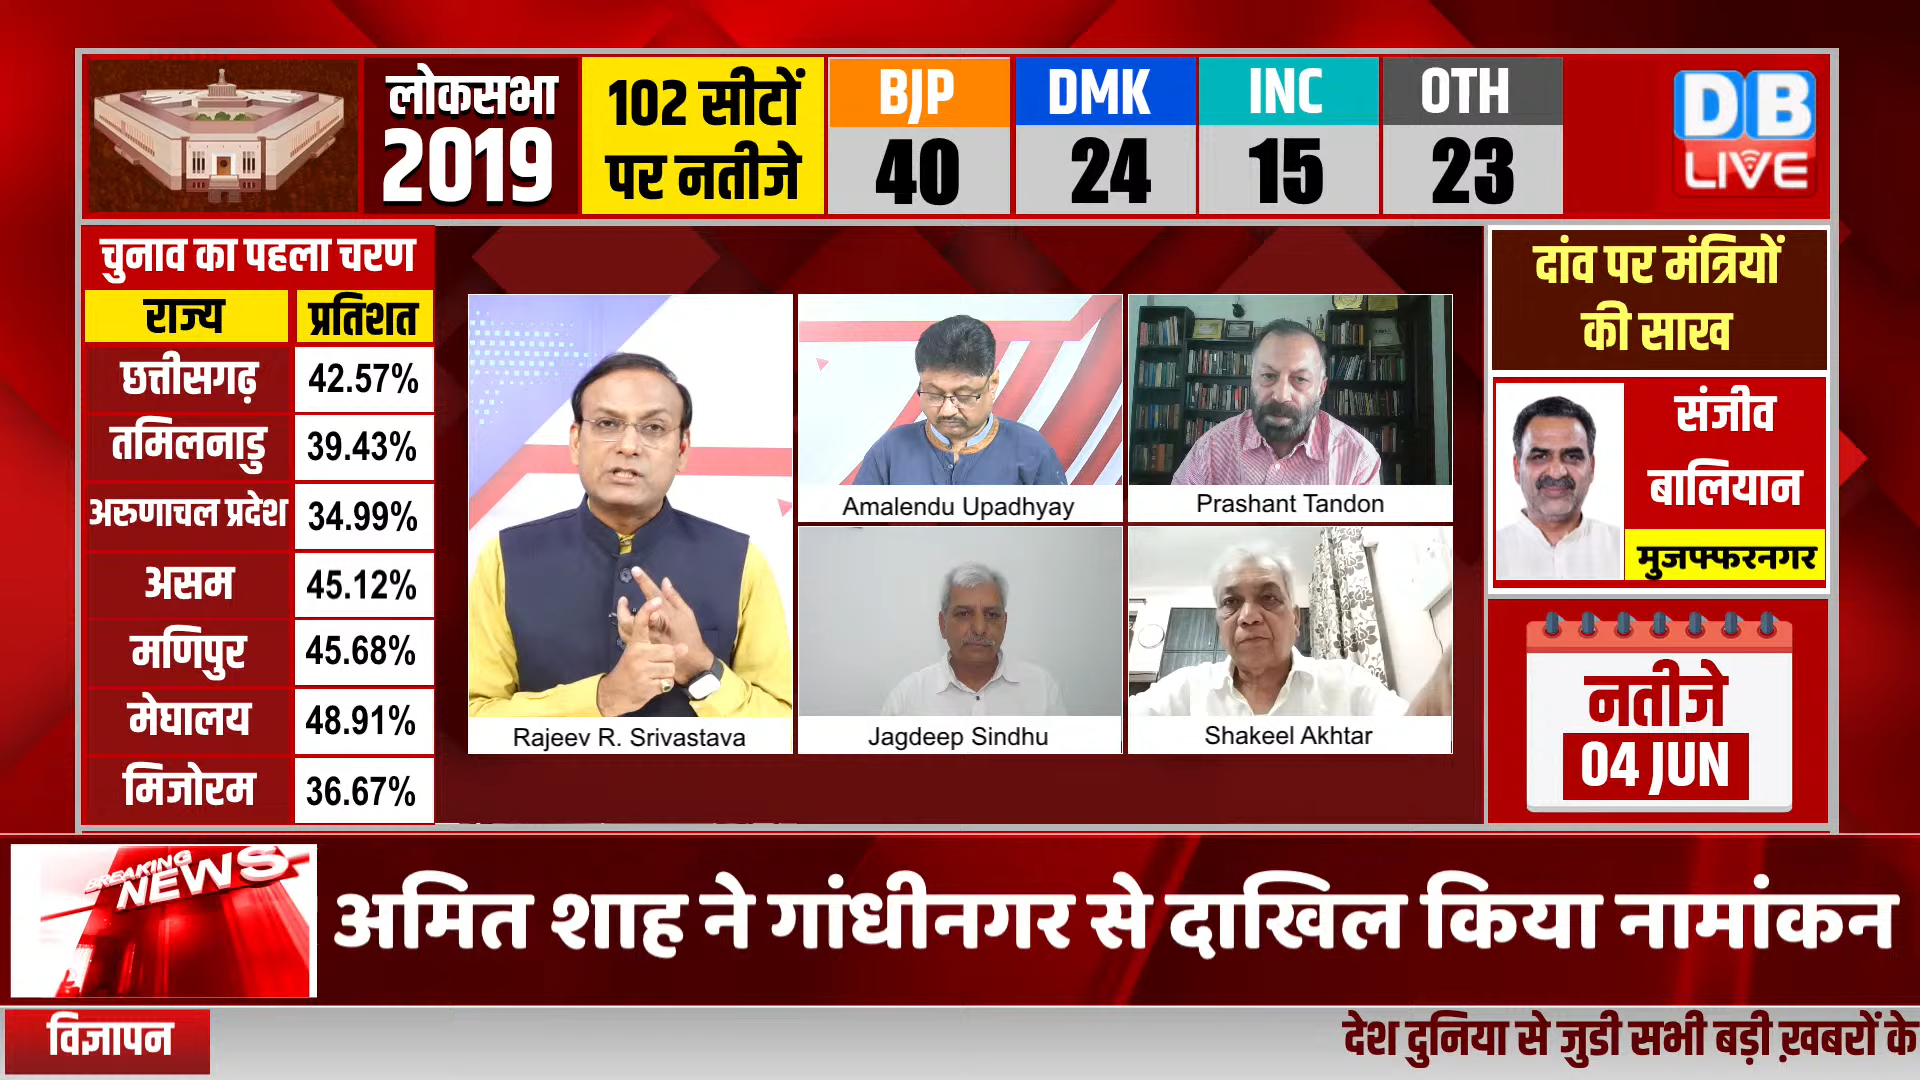 लोकसभा
2019
102 सीटों
पर नतीजे
BJP
40
DMK
24
INC
15
OTH
23
DB
LIVE
चुनाव का पहला चरण
राज्य प्रतिशत
छत्तीसगढ़ 42.57%
तमिलनाडु 39.43%
अरुणाचल प्रदेश 34.99%
असम 45.12%
मणिपुर 45.68%
मेघालय 48.91%
मिजोरम 36.67%
Rajeev R. Srivastava
Amalendu Upadhyay
Prashant Tandon
Jagdeep Sindhu
Shakeel Akhtar
दांव पर मंत्रियों
की साख
संजीव
बालियान
मुजफ्फरनगर
नतीजे
04 JUN
BREAKING
NEWS
अमित शाह ने गांधीनगर से दाखिल किया नामांकन
विज्ञापन
देश दुनिया से जुडी सभी बड़ी ख़बरों के